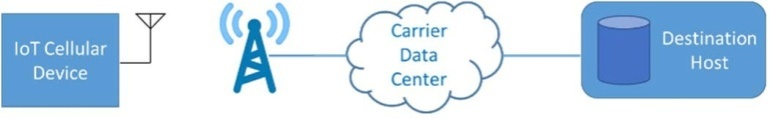 IoT Cellular
Device
Carrier
Data
Center
Destination
Host